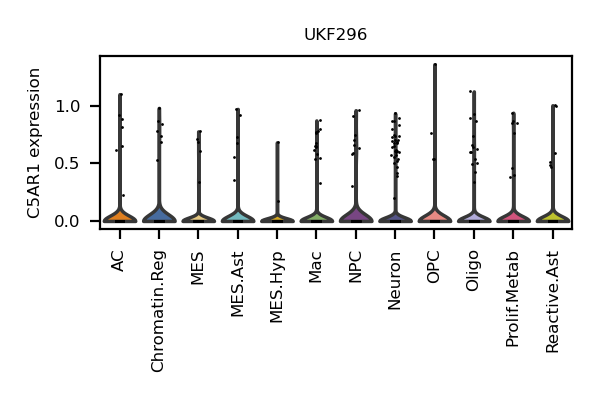 UKF296
C5AR1 expression
1.0
0.5
0.0
AC
Chromatin.Reg
MES
MES.Ast
MES.Hyp
Mac
NPC
Neuron
OPC
Oligo
Prolif.Metab
Reactive.Ast